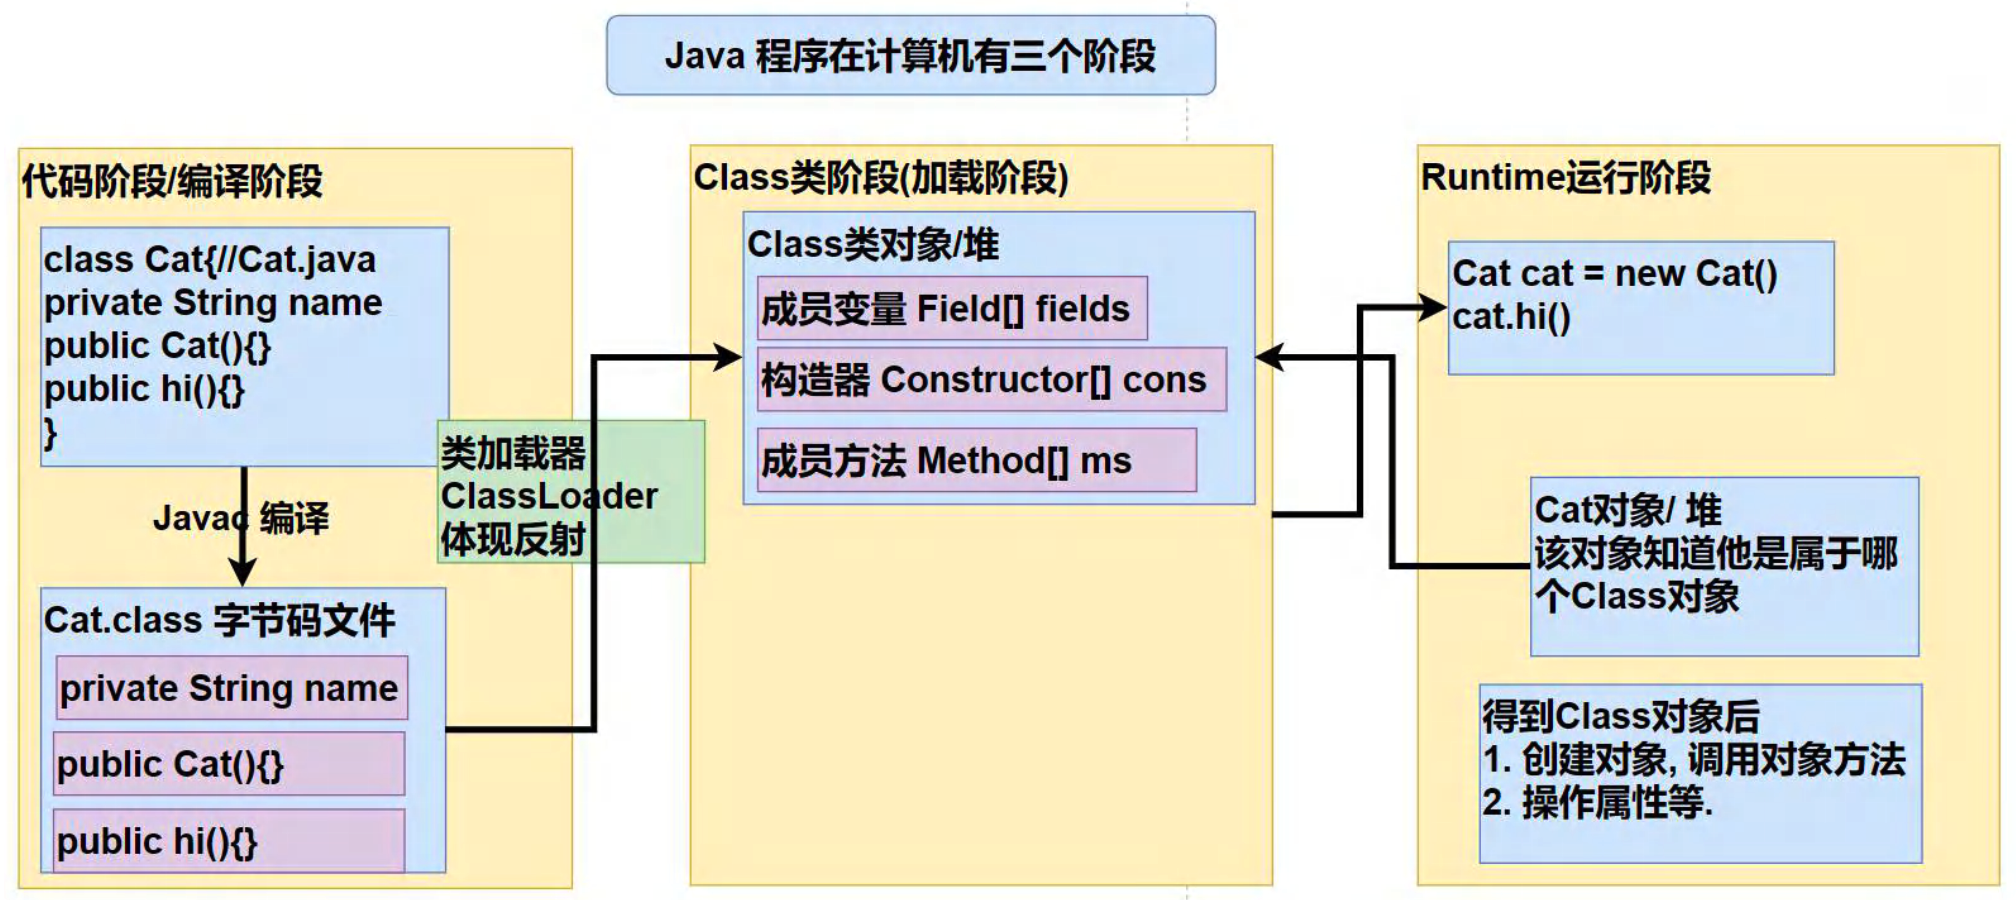 Java 程序在计算机有三个阶段
代码阶段/编译阶段
class Cat{//Cat.java
private String name
public Cat(){}
public hi(){}
}
Javac 编译
Cat.class 字节码文件
private String name
public Cat(){}
public hi(){}
类加载器
ClassLoader
体现反射
Class类阶段(加载阶段)
Class类对象/堆
成员变量 Field[] fields
构造器 Constructor[] cons
成员方法 Method[] ms
Runtime运行阶段
Cat cat = new Cat()
cat.hi()
Cat对象/ 堆
该对象知道他是属于哪
个Class对象
得到Class对象后
1. 创建对象, 调用对象方法
2. 操作属性等.